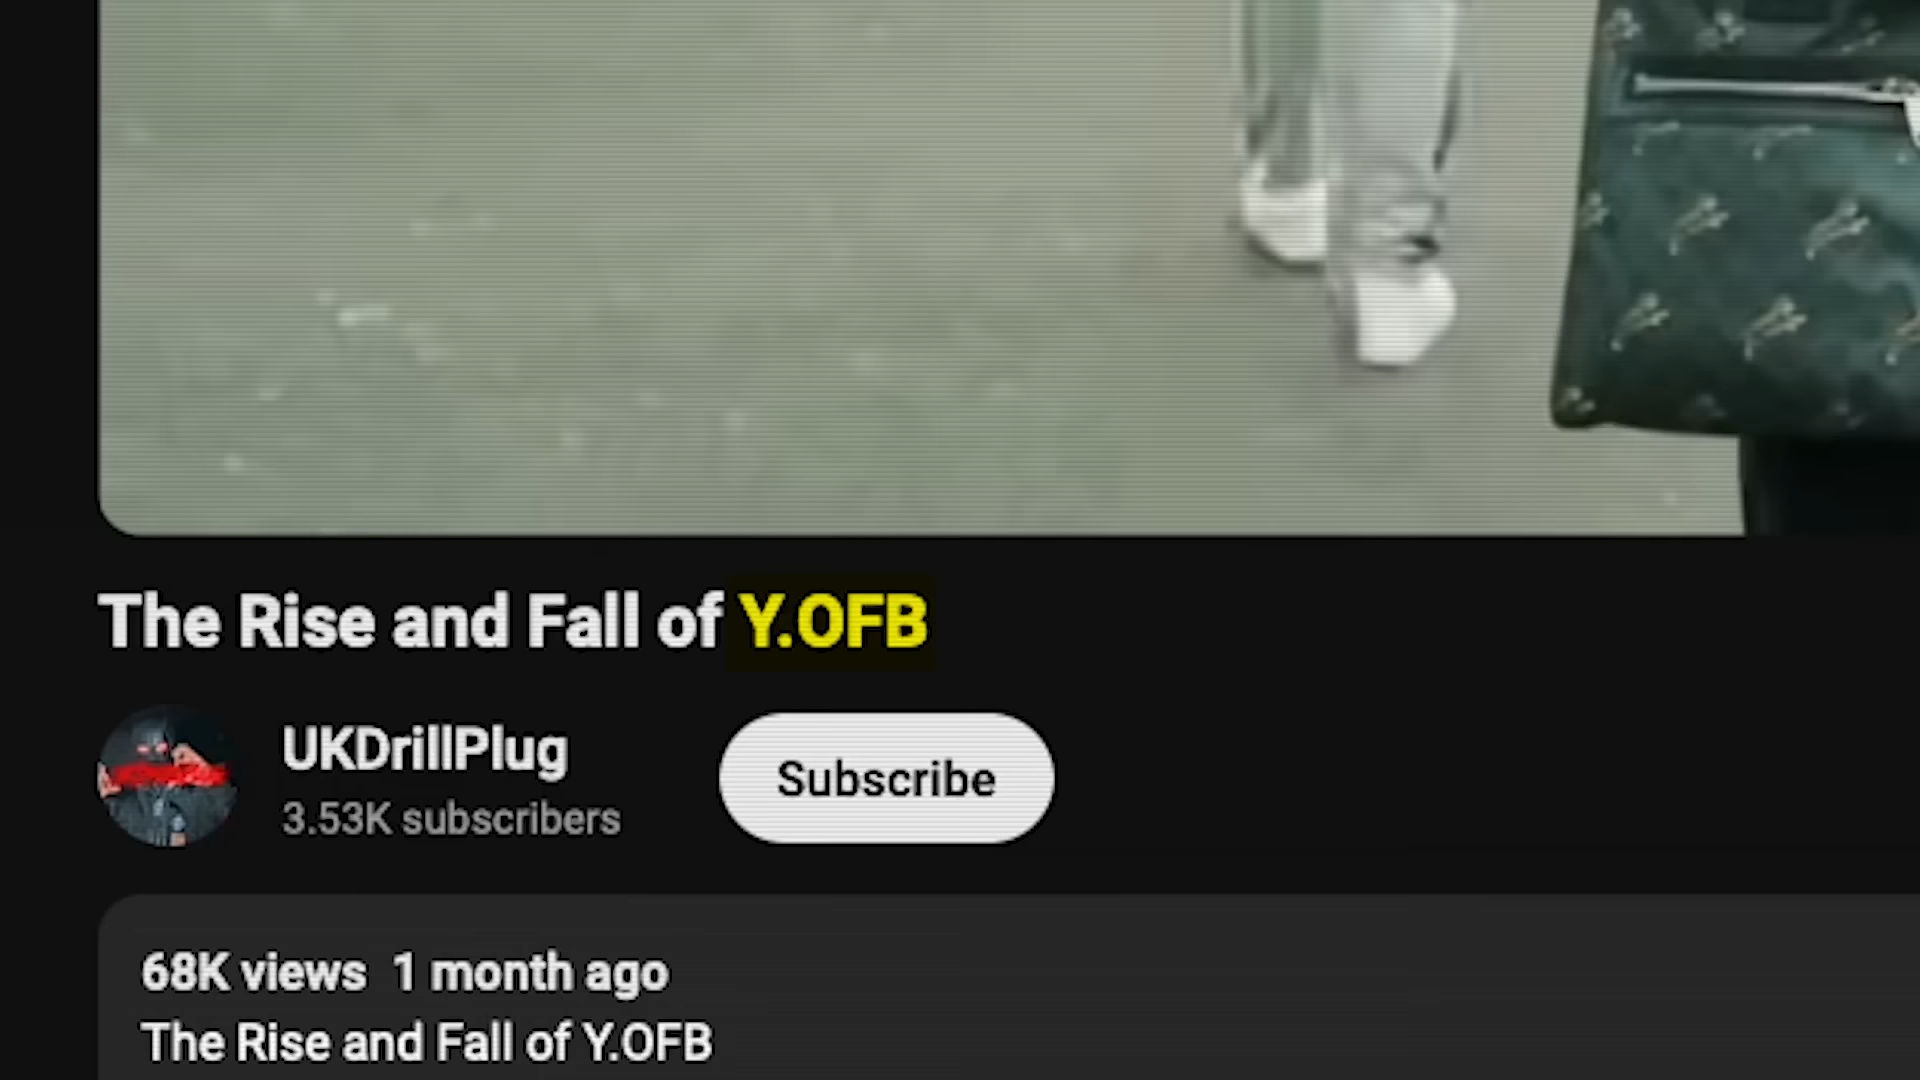 The Rise and Fall of Y.OFB
UKDrillPlug
3.53K subscribers
Subscribe
68K views 1 month ago
The Rise and Fall of Y.OFB